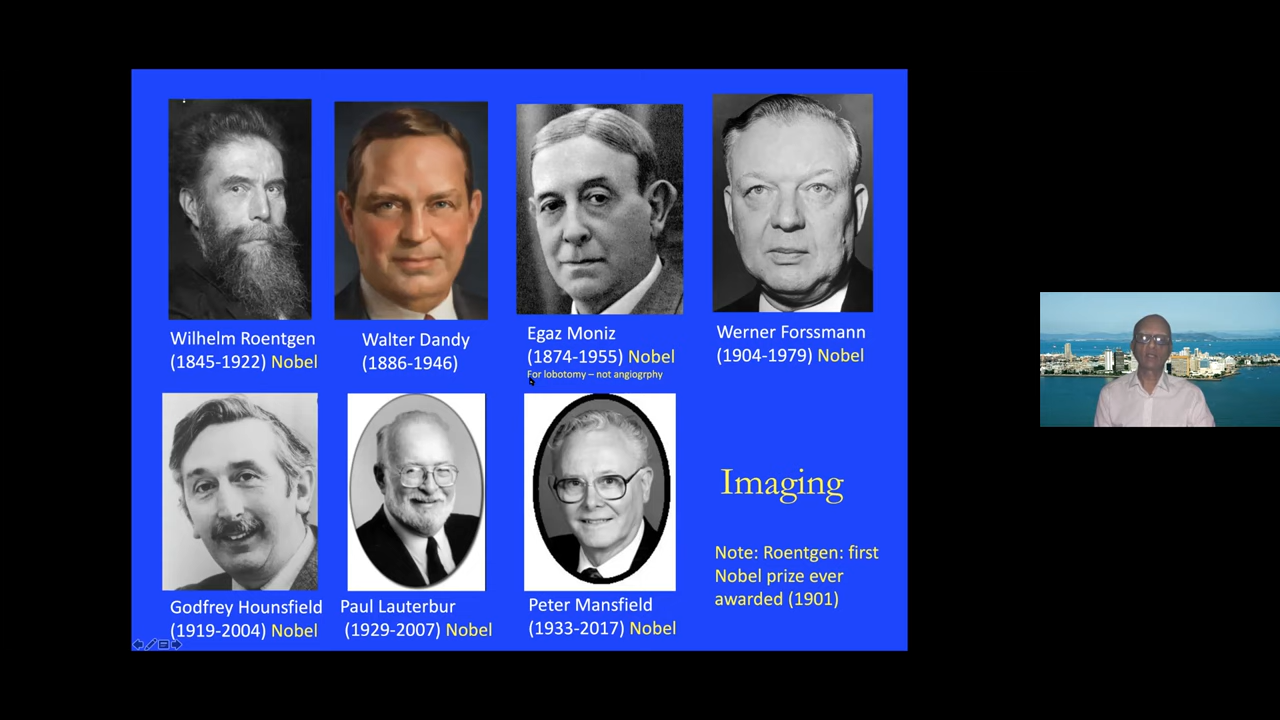 Wilhelm Roentgen
(1845-1922) Nobel
Walter Dandy
(1886-1946)
Egaz Moniz
(1874-1955) Nobel
For lobotomy – not angiogrphy
Werner Forssmann
(1904-1979) Nobel
Godfrey Hounsfield
(1919-2004) Nobel
Paul Lauterbur
(1929-2007) Nobel
Peter Mansfield
(1933-2017) Nobel
Imaging
Note: Roentgen: first
Nobel prize ever
awarded (1901)